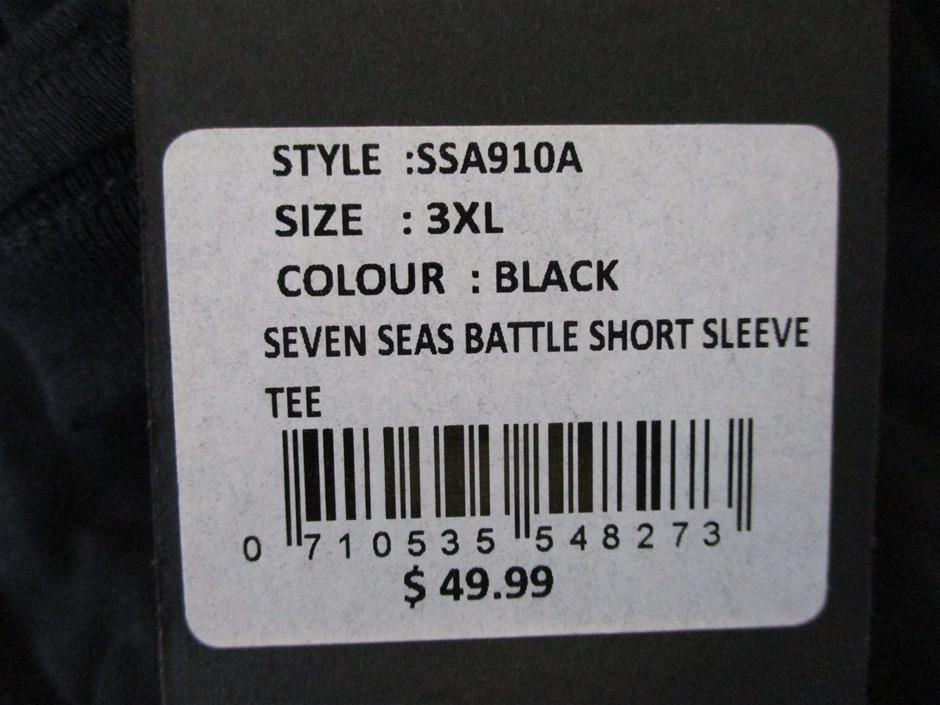 STYLE :SSA910A
SIZE : 3XL
COLOUR : BLACK
SEVEN SEAS BATTLE SHORT SLEEVE
TEE
0 710535 548273
$ 49.99